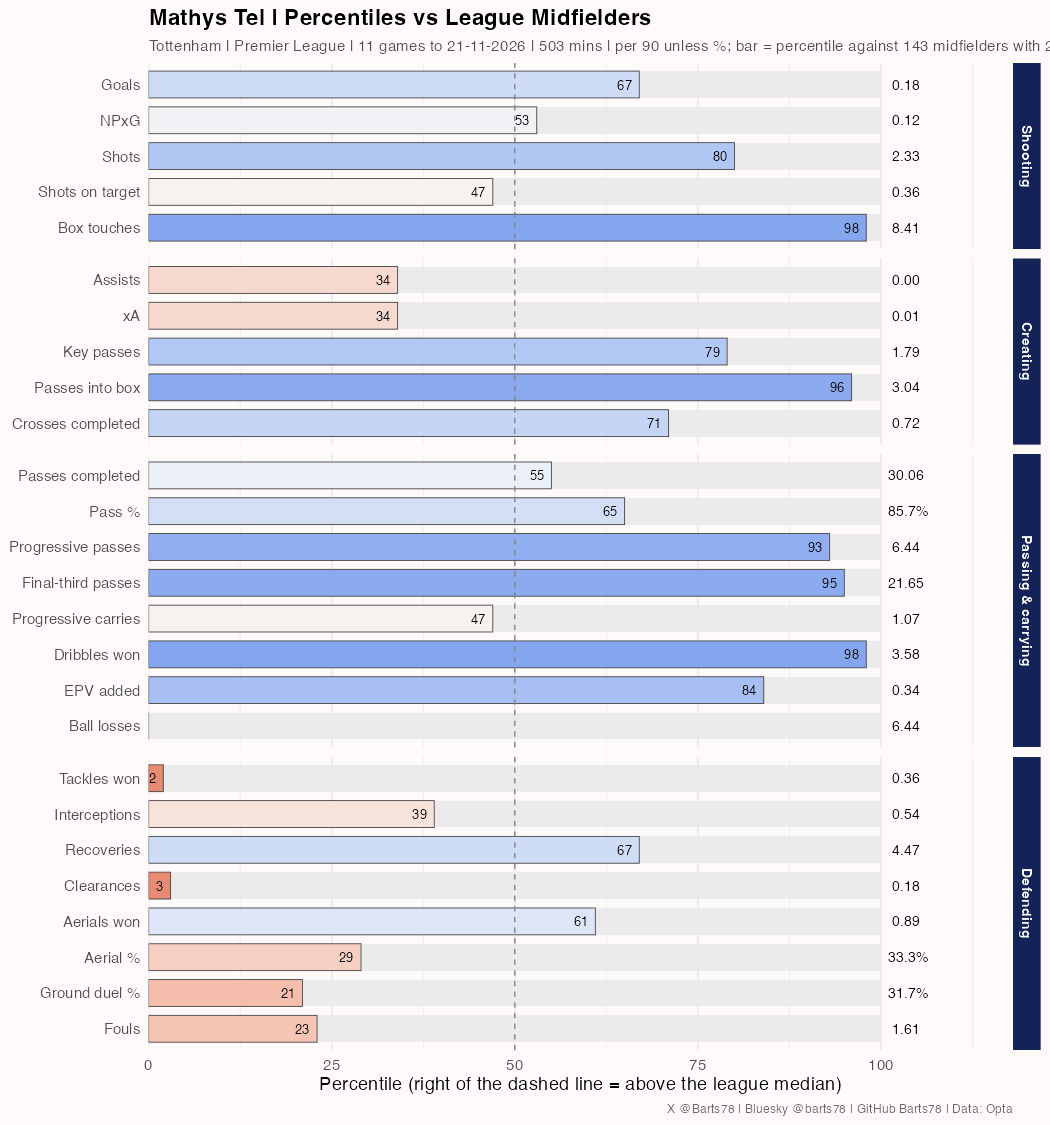 Mathys Tel | Percentiles vs League Midfielders
Tottenham | Premier League | 11 games to 21-11-2026 | 503 mins | per 90 unless %; bar = percentile against 143 midfielders with 2
Shooting
Goals 67 0.18
NPxG 53 0.12
Shots 80 2.33
Shots on target 47 0.36
Box touches 98 8.41
Creating
Assists 34 0.00
xA 34 0.01
Key passes 79 1.79
Passes into box 96 3.04
Crosses completed 71 0.72
Passing & carrying
Passes completed 55 30.06
Pass % 65 85.7%
Progressive passes 93 6.44
Final-third passes 95 21.65
Progressive carries 47 1.07
Dribbles won 98 3.58
EPV added 84 0.34
Ball losses 6.44
Defending
Tackles won 2 0.36
Interceptions 39 0.54
Recoveries 67 4.47
Clearances 3 0.18
Aerials won 61 0.89
Aerial % 29 33.3%
Ground duel % 21 31.7%
Fouls 23 1.61
0 25 50 75 100
Percentile (right of the dashed line = above the league median)
X @Barts78 | Bluesky @barts78 | GitHub Barts78 | Data: Opta